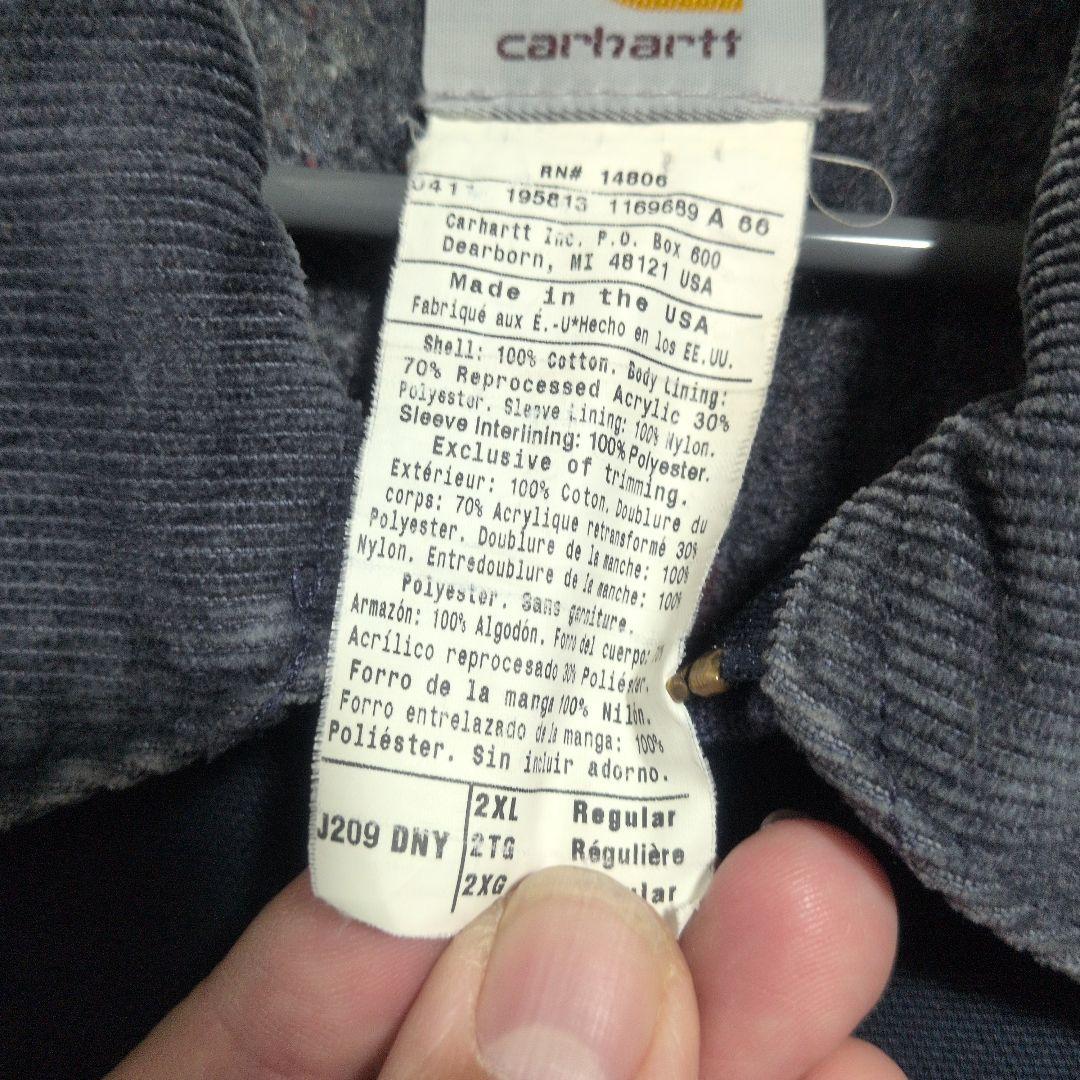 carhartt
RN# 14806
041 195813 1169689 A 66
Carhartt Inc. P.O. Box 600
Dearborn, MI 48121 USA
Made in the USA
Fabriqué aux É.-U*Hecho en los EE.UU.
Shell: 100% Cotton. Body Lining:
70% Reprocessed Acrylic 30%
Polyester. Sleeve Lining: 100% Nylon.
Sleeve Interlining: 100% Polyester.
Exclusive of trimming.
Extérieur: 100% Coton. Doublure du
corps: 70% Acrylique retransformé 30%
Polyester. Doublure de la manche: 100%
Nylon. Entredoublure de la manche: 100%
Polyester. Sans garniture.
Armazón: 100% Algodón. Forro del cuerpo:
Acrílico reprocesado 30% Poliéster.
Forro de la manga 100% Nilón.
Forro entrelazado de la manga: 100%
Poliéster. Sin incluir adorno.
J209 DNY
2XL Regular
2TG Régulière
2XG